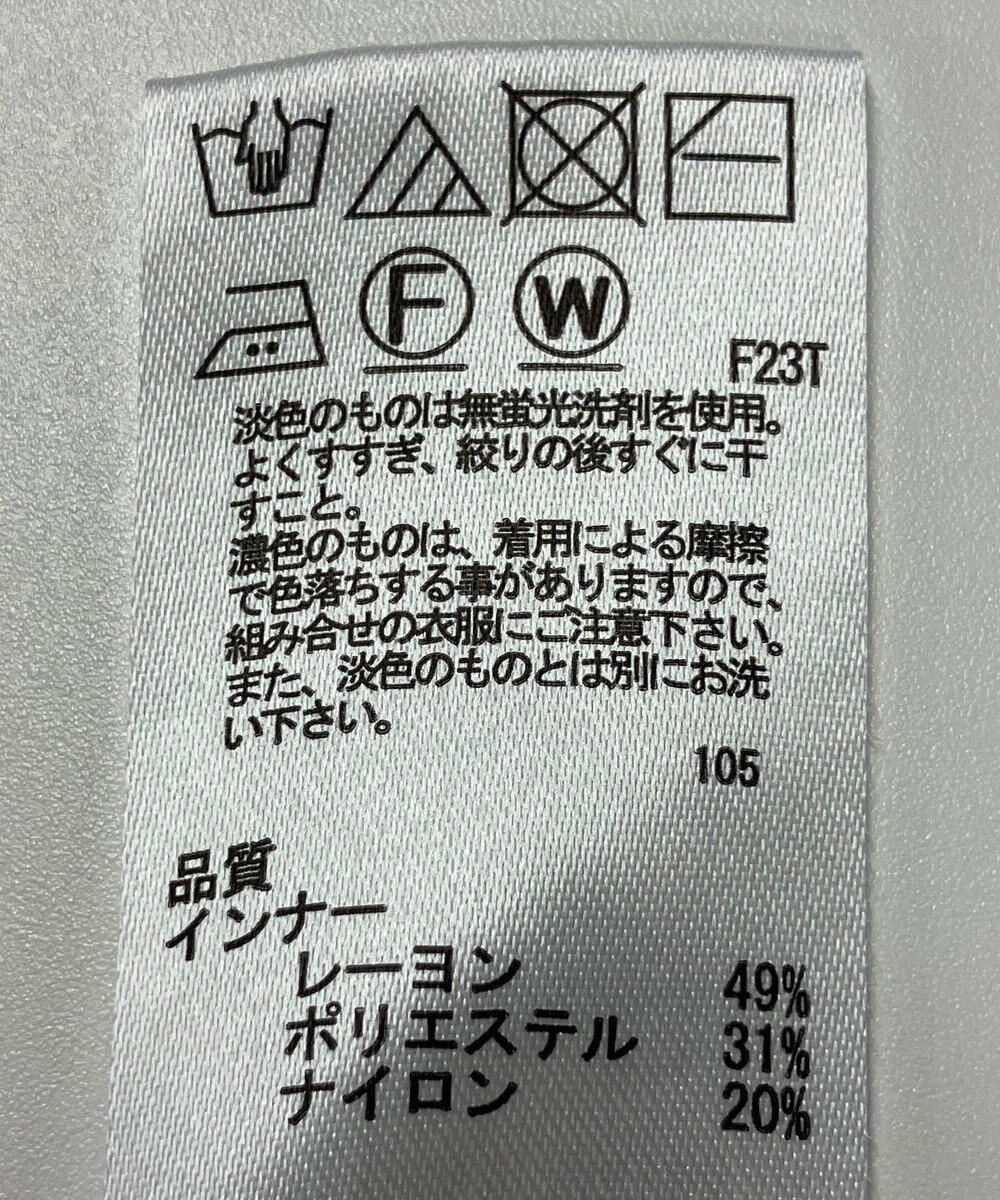 F W
F23T
淡色のものは無蛍光洗剤を使用。
よくすすぎ、絞りの後すぐに干
すこと。
濃色のものは、着用による摩擦
で色落ちする事がありますので、
組み合せの衣服にご注意下さい。
また、淡色のものとは別にお洗
い下さい。
105
品質
インナー
レーヨン 49%
ポリエステル 31%
ナイロン 20%